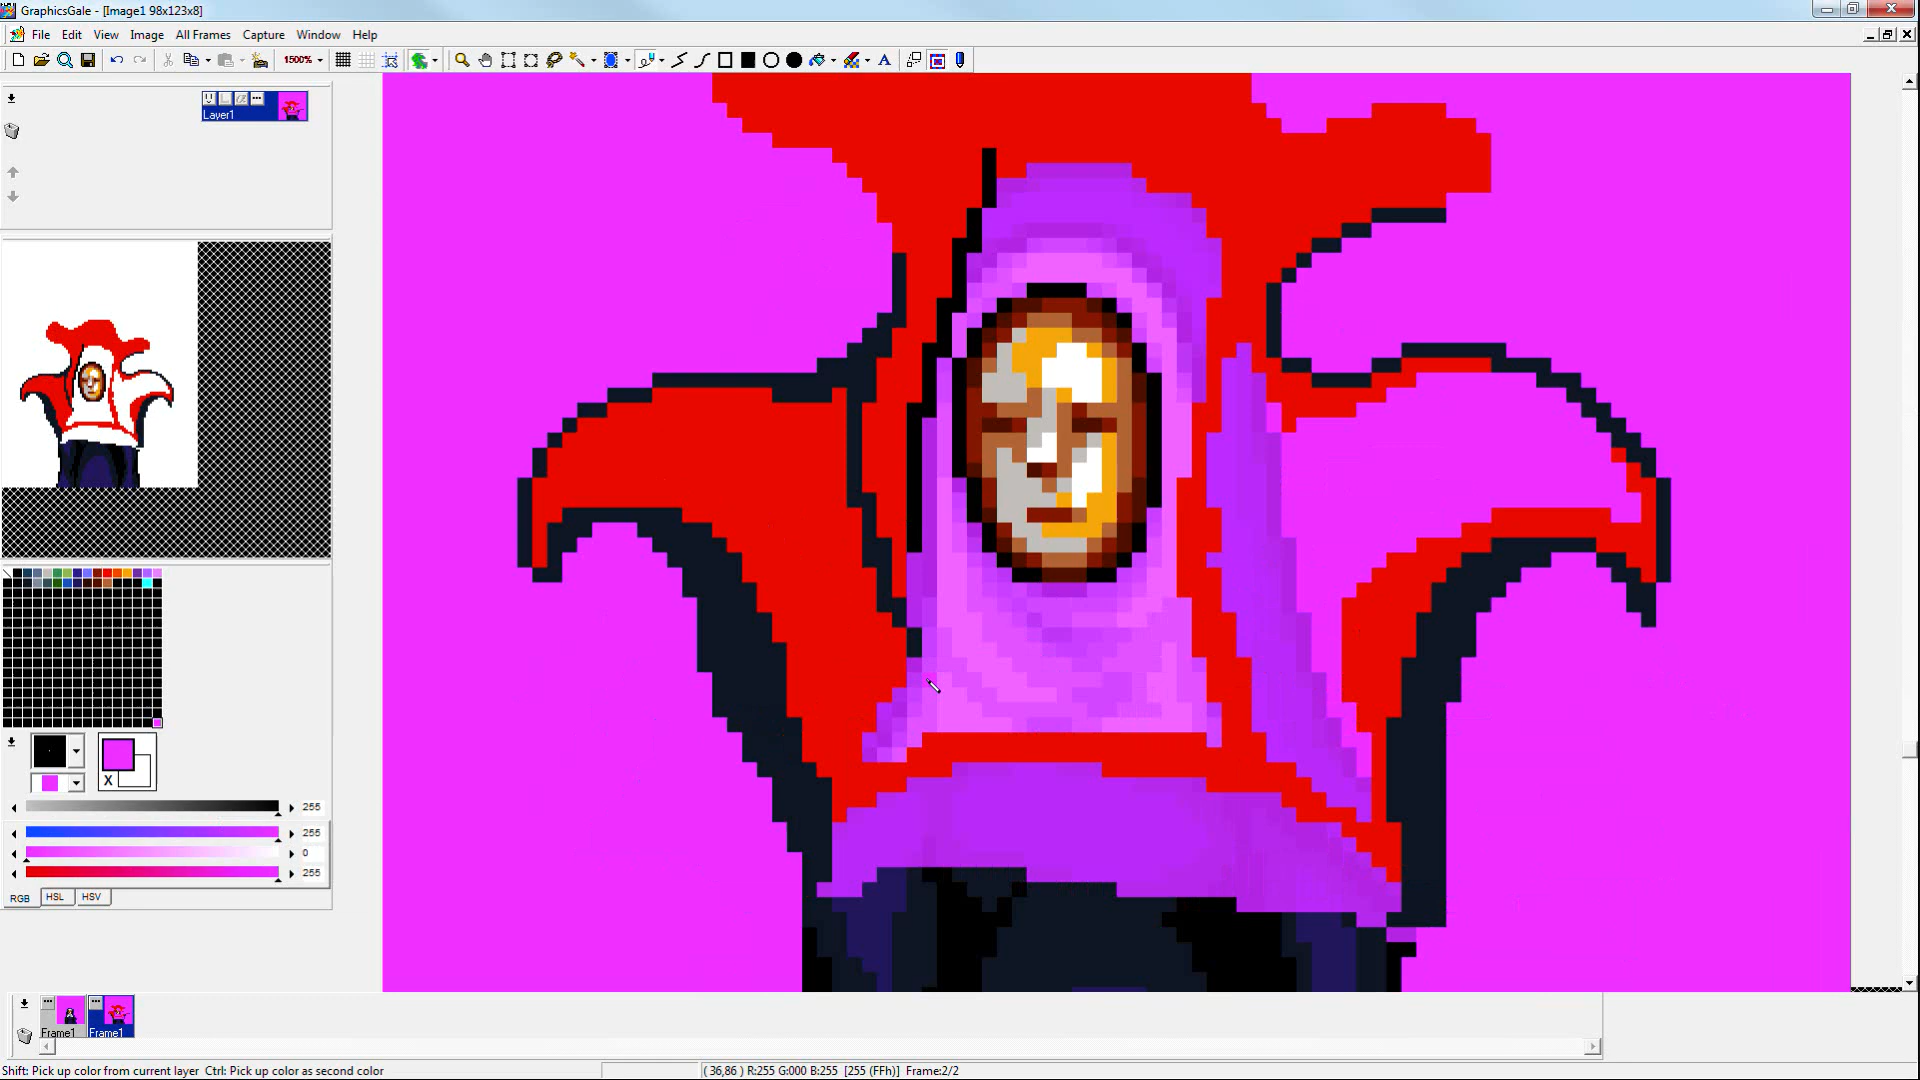 GraphicsGale - [Image1 98x123x8]
File Edit View Image All Frames Capture Window Help
1500%
A
Layer1
X
255
255
0
255
RGB HSL HSV
Frame1 Frame1
Shift: Pick up color from current layer Ctrl: Pick up color as second color
( 36,86 ) R:255 G:000 B:255 [255 (FFh) Frame:2/2